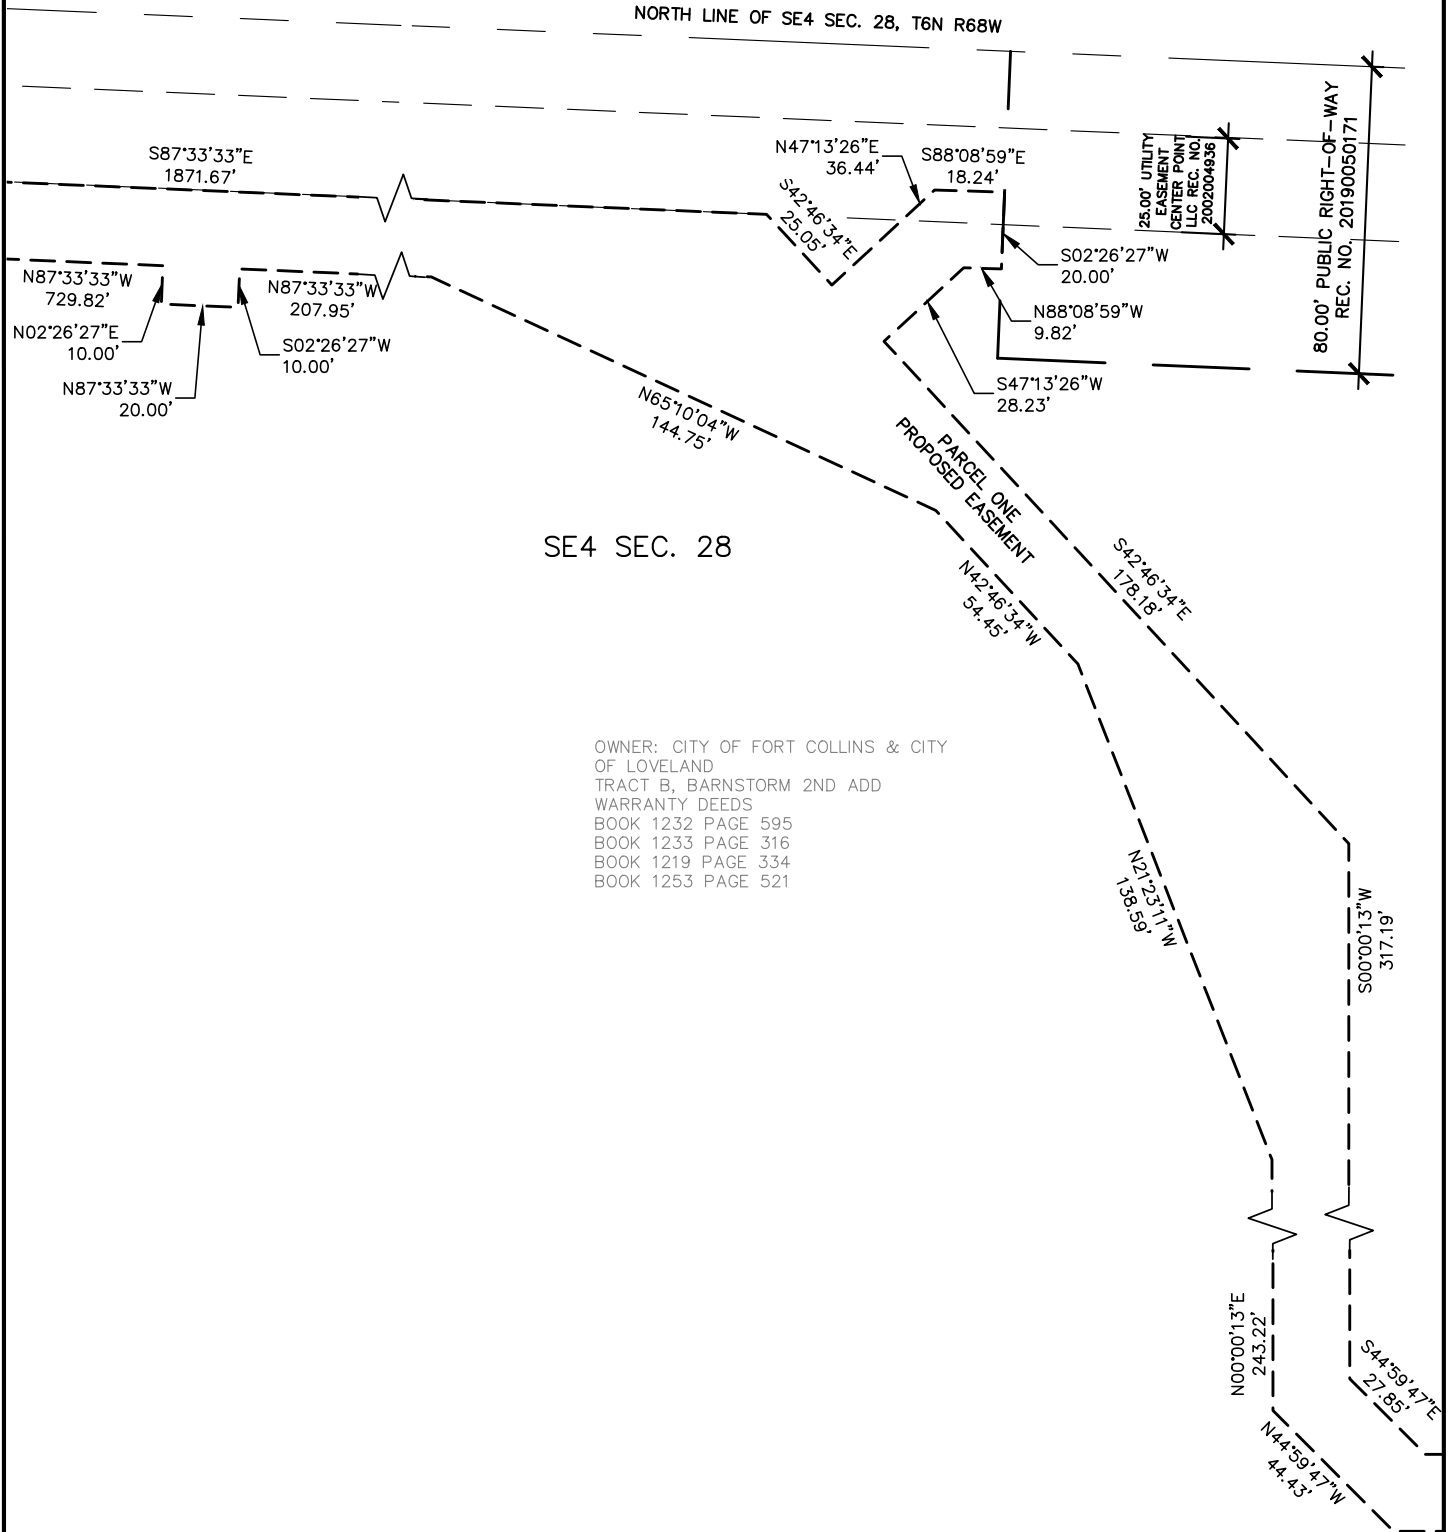 NORTH LINE OF SE4 SEC. 28, T6N R68W
S87°33'33"E
1871.67'
N47°13'26"E
36.44'
S88°08'59"E
18.24'
S42°46'34"E
25.05'
25.00' UTILITY
EASEMENT
CENTER POINT
LLC REC. NO.
2002004936
80.00' PUBLIC RIGHT-OF-WAY
REC. NO. 20190050171
S02°26'27"W
20.00'
N87°33'33"W
729.82'
N87°33'33"W
207.95'
N02°26'27"E
10.00'
S02°26'27"W
10.00'
N87°33'33"W
20.00'
N88°08'59"W
9.82'
S47°13'26"W
28.23'
N65°10'04"W
144.75'
PARCEL ONE
PROPOSED EASEMENT
SE4 SEC. 28
N42°46'34"W
54.45'
S42°46'34"E
178.18'
OWNER: CITY OF FORT COLLINS & CITY
OF LOVELAND
TRACT B, BARNSTORM 2ND ADD
WARRANTY DEEDS
BOOK 1232 PAGE 595
BOOK 1233 PAGE 316
BOOK 1219 PAGE 334
BOOK 1253 PAGE 521
N21°23'11"W
138.59'
S00°00'13"W
317.19'
N00°00'13"E
243.22'
S44°59'47"E
27.85'
N44°59'47"W
44.43'